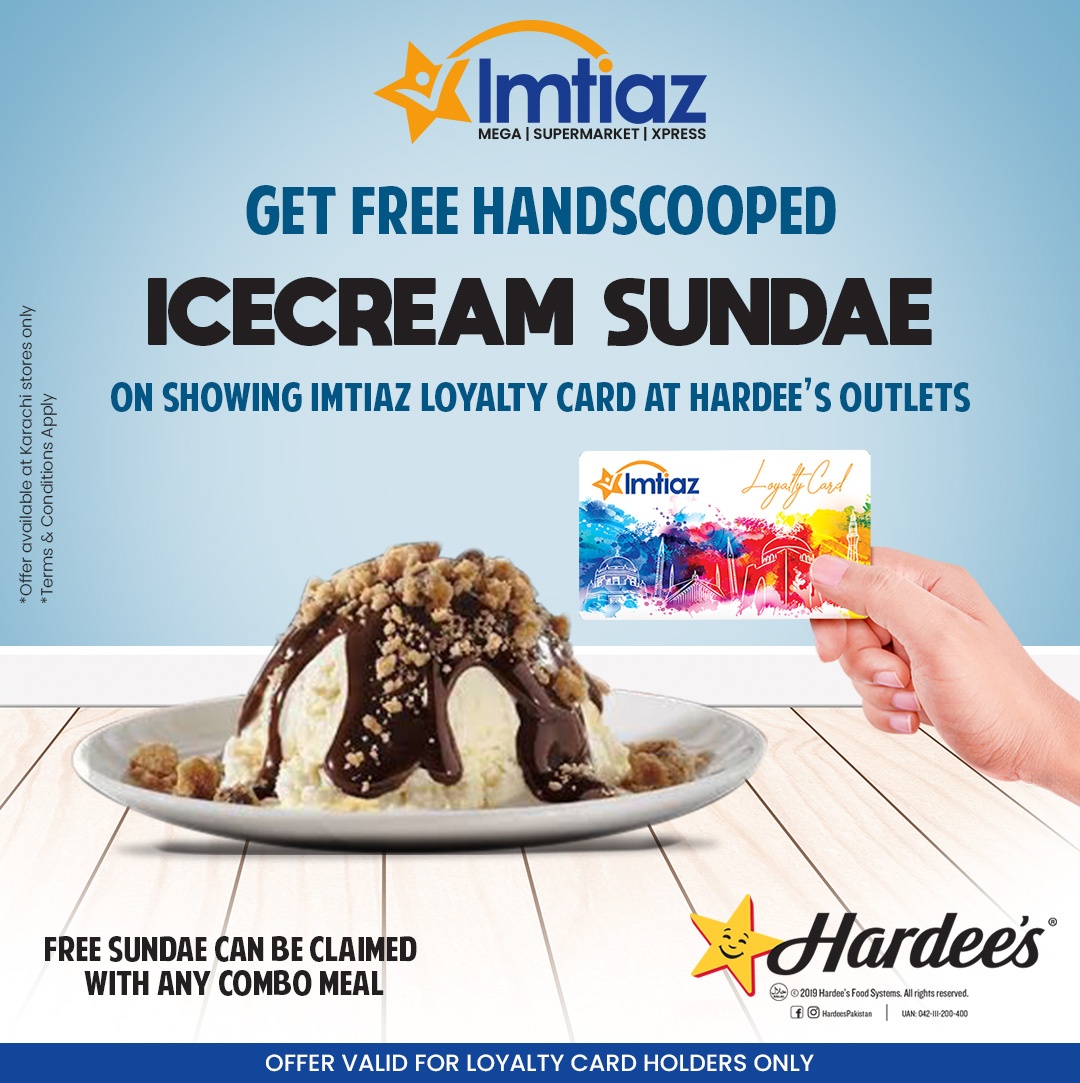 Imtiaz
MEGA | SUPERMARKET | XPRESS
GET FREE HANDSCOOPED
ICECREAM SUNDAE
ON SHOWING IMTIAZ LOYALTY CARD AT HARDEE'S OUTLETS
*Offer available at Karachi stores only
*Terms & Conditions Apply
Imtiaz Loyalty Card
FREE SUNDAE CAN BE CLAIMED
WITH ANY COMBO MEAL
Hardee's®
© 2019 Hardee's Food Systems. All rights reserved.
HardeesPakistan | UAN: 042-111-200-400
OFFER VALID FOR LOYALTY CARD HOLDERS ONLY